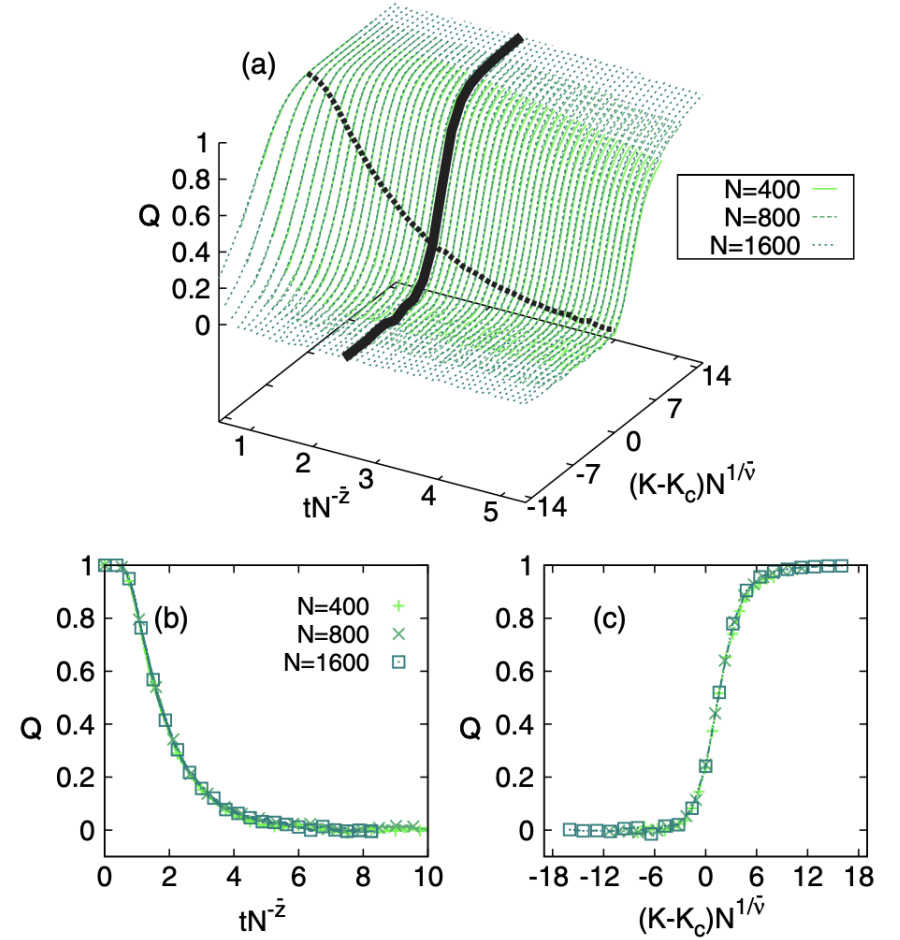 (a)
1
0.8
Q 0.6
0.4
0.2
0
N=400
N=800
N=1600
1 2 3 4 5
tN^{-z̄}
-14 -7 0 7 14
(K-K_c)N^{1/ν̄}
(b)
1
0.8
0.6
Q 0.4
0.2
0
N=400
N=800
N=1600
0 2 4 6 8 10
tN^{-z̄}
(c)
1
0.8
0.6
Q 0.4
0.2
0
-18 -12 -6 0 6 12 18
(K-K_c)N^{1/ν̄}